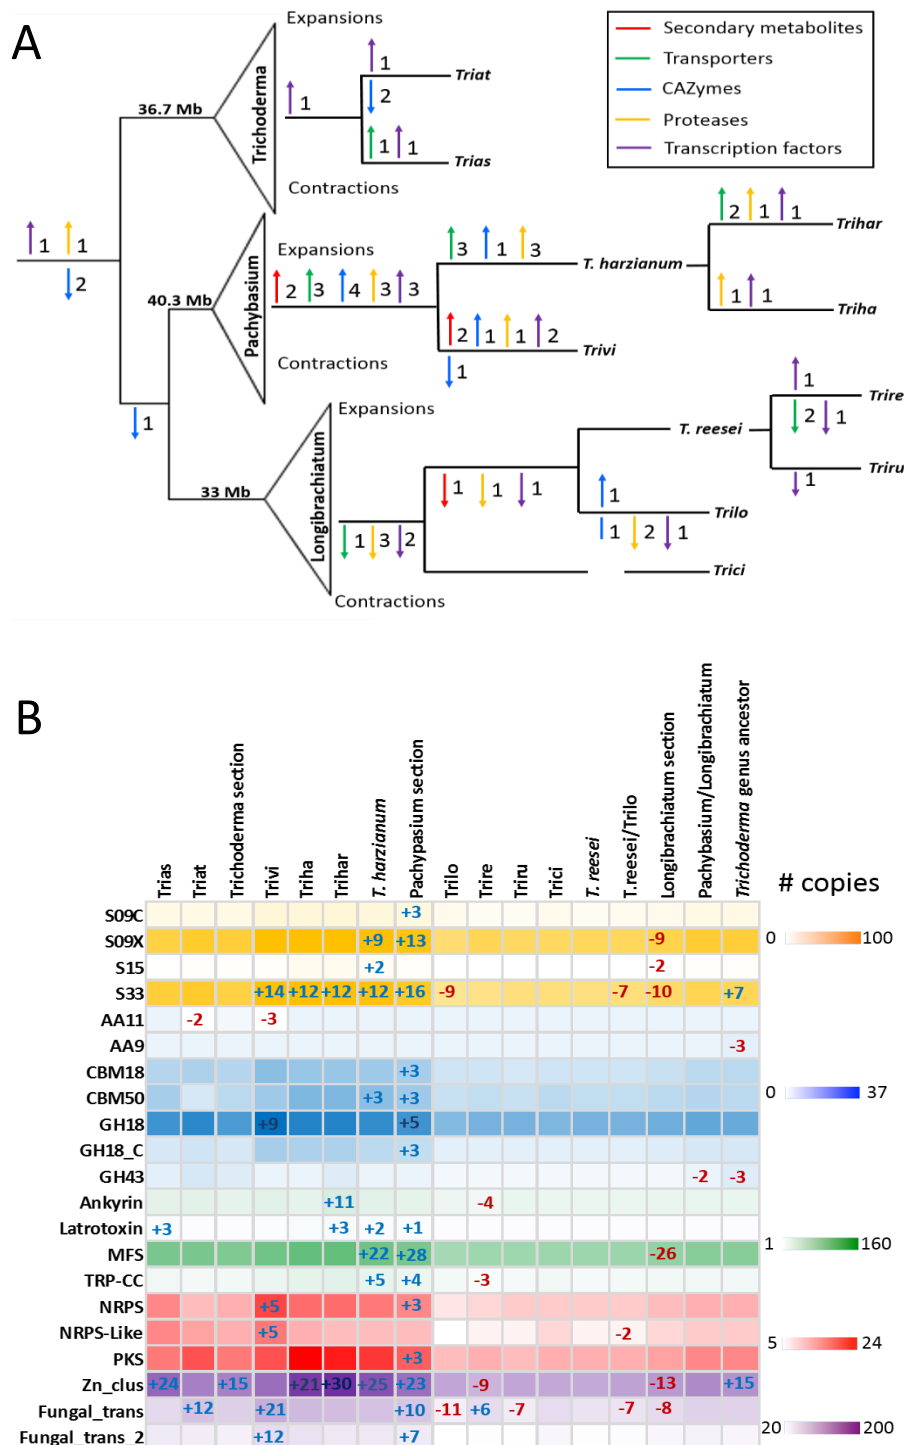 A
Expansions
Secondary metabolites
Transporters
CAZymes
Proteases
Transcription factors
1
Triat
36.7 Mb
Trichoderma
1
2
1 1
Trias
Contractions
1 1
2
Expansions
2 1 1
Trihar
3 1 3
T. harzianum
40.3 Mb
Pachybasium
2 3 4 3 3
1 1
Triha
2 1 1 2
Trivi
Contractions
1
1
Expansions
1
Trire
2 1
T. reesei
Triru
1
33 Mb
Longibrachiatum
1 1 1
1
Trilo
1 2 1
1 3 2
Trici
Contractions
B
Trias
Triat
Trichoderma section
Trivi
Triha
Trihar
T. harzianum
Pachypasium section
Trilo
Trire
Triru
Trici
T. reesei
T.reesei/Trilo
Longibrachiatum section
Pachybasium/Longibrachiatum
Trichoderma genus ancestor
# copies
S09C +3
S09X +9 +13 -9
0 100
S15 +2 -2
S33 +14 +12 +12 +12 +16 -9 -7 -10 +7
AA11 -2 -3
AA9 -3
CBM18 +3
CBM50 +3 +3
0 37
GH18 +9 +5
GH18_C +3
GH43 -2 -3
Ankyrin +11 -4
Latrotoxin +3 +3 +2 +1
MFS +22 +28 -26
1 160
TRP-CC +5 +4 -3
NRPS +5 +3
NRPS-Like +5 -2
5 24
PKS +3
Zn_clus +24 +15 +21 +30 +25 +23 -9 -13 +15
Fungal_trans +12 +21 +10 -11 +6 -7 -7 -8
20 200
Fungal_trans_2 +12 +7